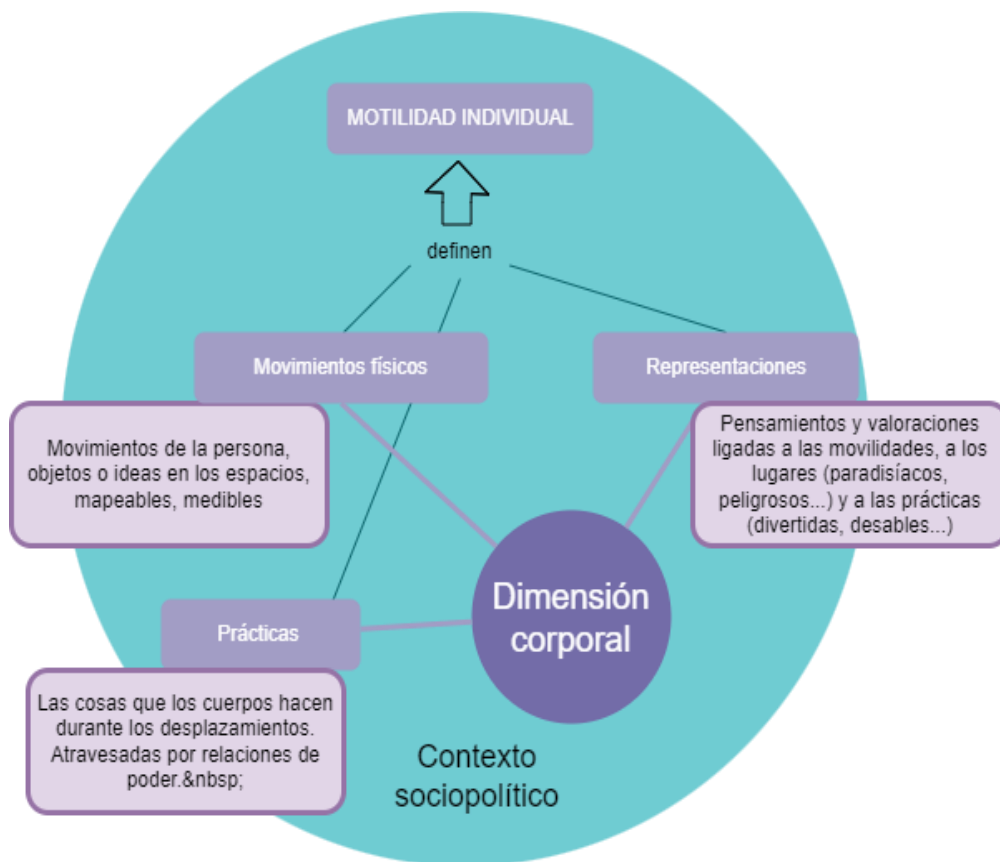 MOTILIDAD INDIVIDUAL
definen
Movimientos físicos
Representaciones
Movimientos de la persona,
objetos o ideas en los espacios,
mapeables, medibles
Pensamientos y valoraciones
ligadas a las movilidades, a los
lugares (paradisíacos,
peligrosos...) y a las prácticas
(divertidas, desables...)
Dimensión
corporal
Prácticas
Las cosas que los cuerpos hacen
durante los desplazamientos.
Atravesadas por relaciones de
poder.&nbsp;
Contexto
sociopolítico